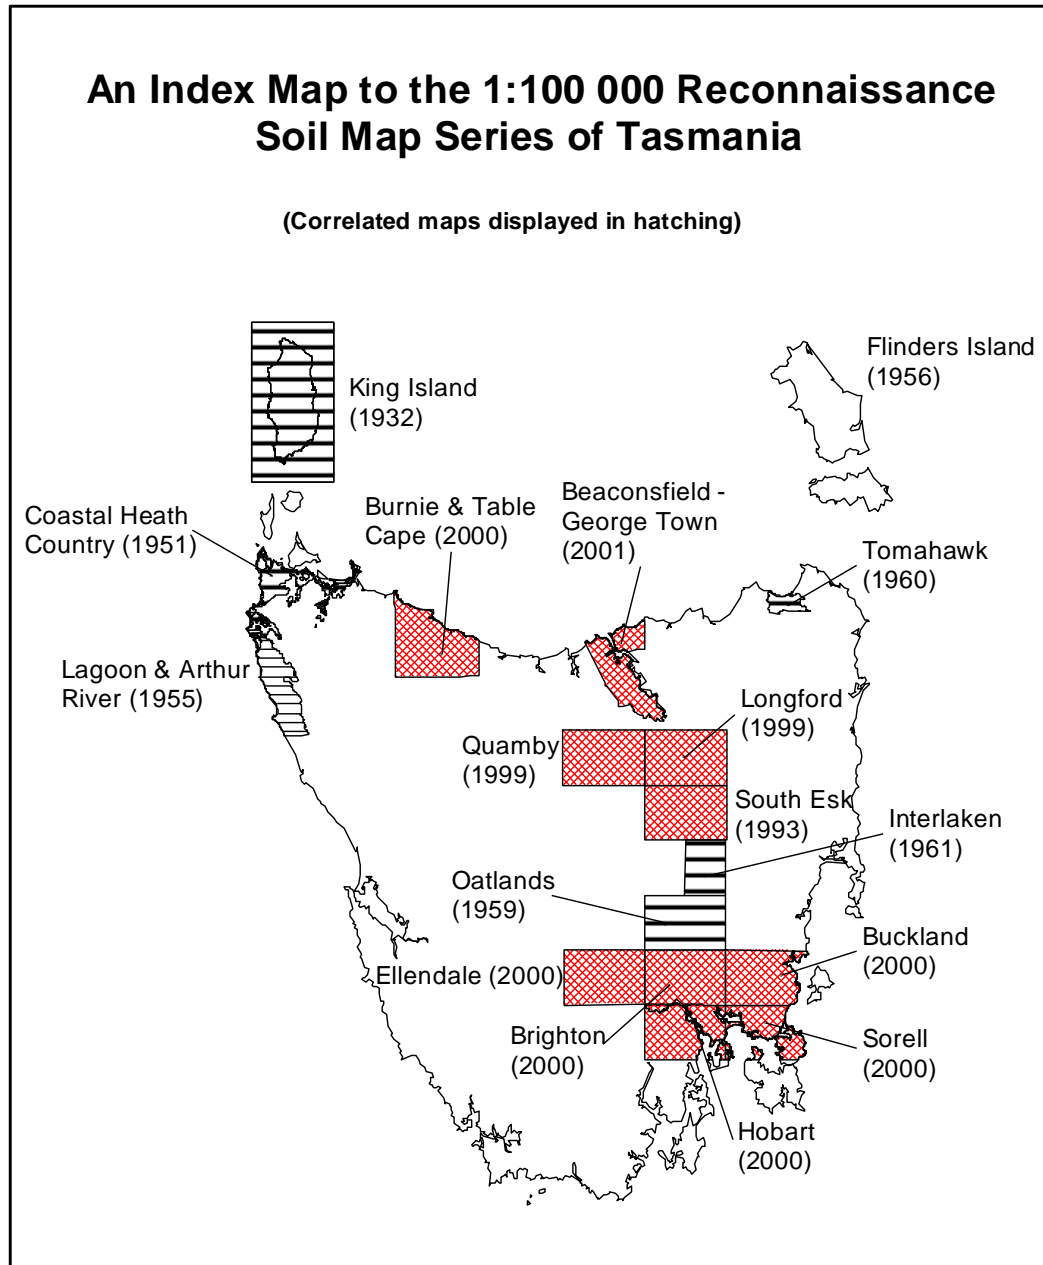 An Index Map to the 1:100 000 Reconnaissance
Soil Map Series of Tasmania
(Correlated maps displayed in hatching)
Flinders Island
(1956)
King Island
(1932)
Beaconsfield -
George Town
(2001)
Burnie & Table
Cape (2000)
Coastal Heath
Country (1951)
Tomahawk
(1960)
Lagoon & Arthur
River (1955)
Longford
(1999)
Quamby
(1999)
South Esk
(1993)
Interlaken
(1961)
Oatlands
(1959)
Buckland
(2000)
Ellendale (2000)
Brighton
(2000)
Sorell
(2000)
Hobart
(2000)